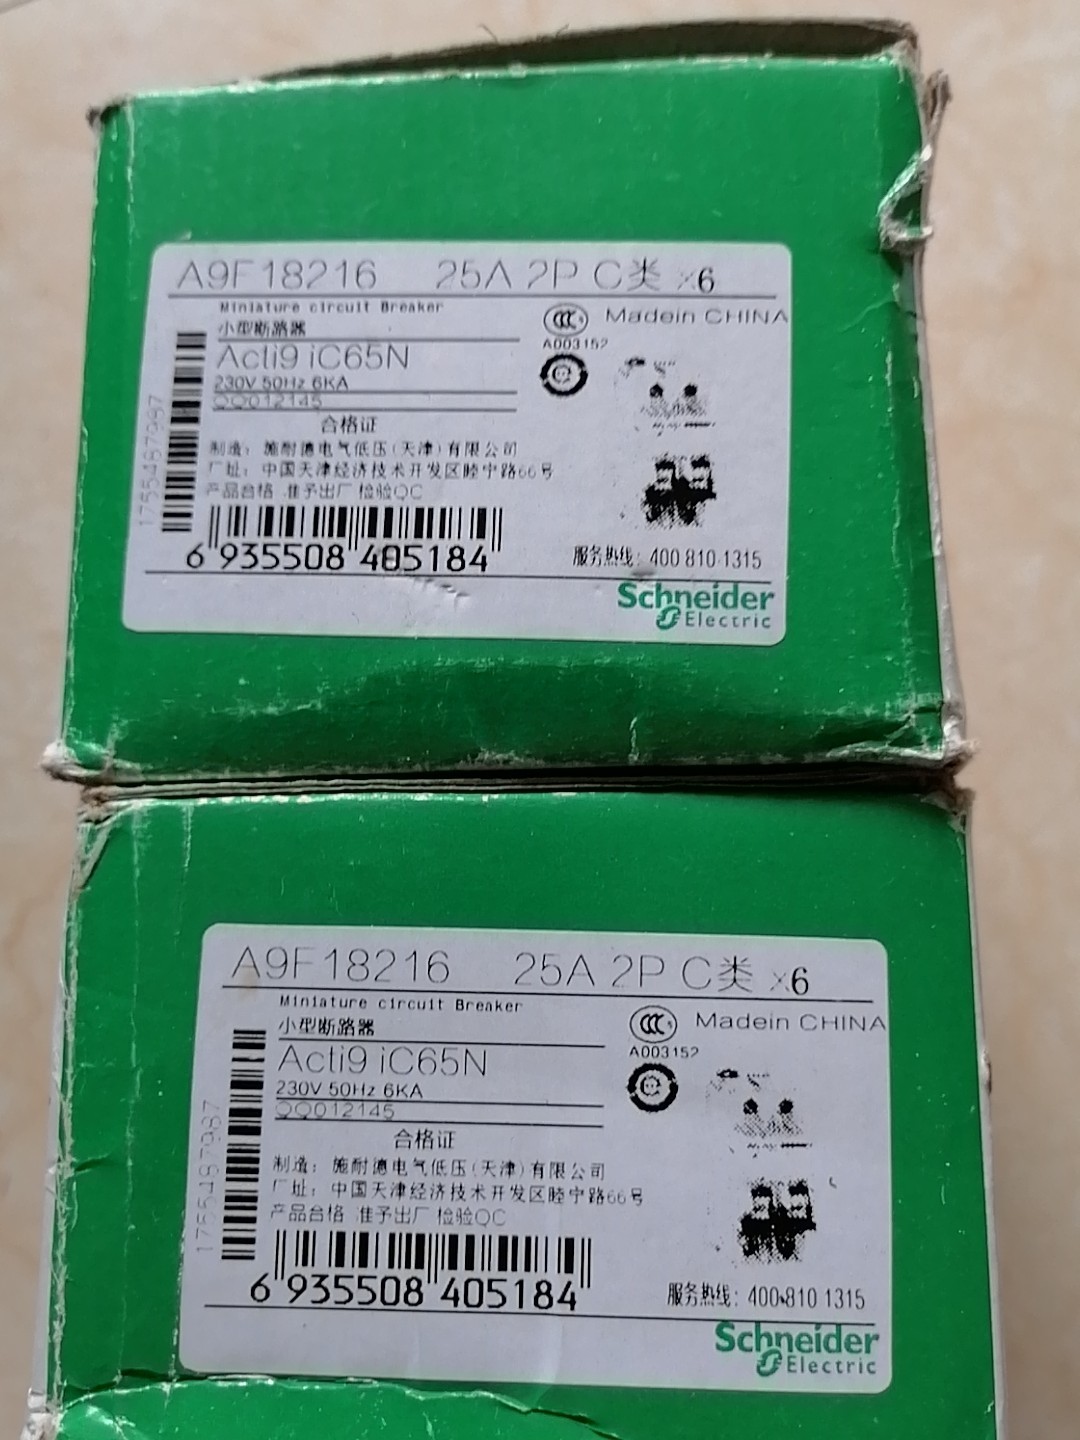 A9F18216 25A 2P C类 ×6
Miniature circuit Breaker
小型断路器
Madein CHINA
A003152
Acti9 iC65N
230V 50Hz 6KA
QQ012145
合格证
制造：施耐德电气低压(天津)有限公司
厂址：中国天津经济技术开发区睦宁路66号
产品合格 准予出厂 检验QC
1755487987
6 935508 405184
服务热线：400 810 1315
Schneider
Electric
A9F18216 25A 2P C类 ×6
Miniature circuit Breaker
小型断路器
Madein CHINA
A003152
Acti9 iC65N
230V 50Hz 6KA
QQ012145
合格证
制造：施耐德电气低压(天津)有限公司
厂址：中国天津经济技术开发区睦宁路66号
产品合格 准予出厂 检验QC
1755487987
6 935508 405184
服务热线：400 810 1315
Schneider
Electric